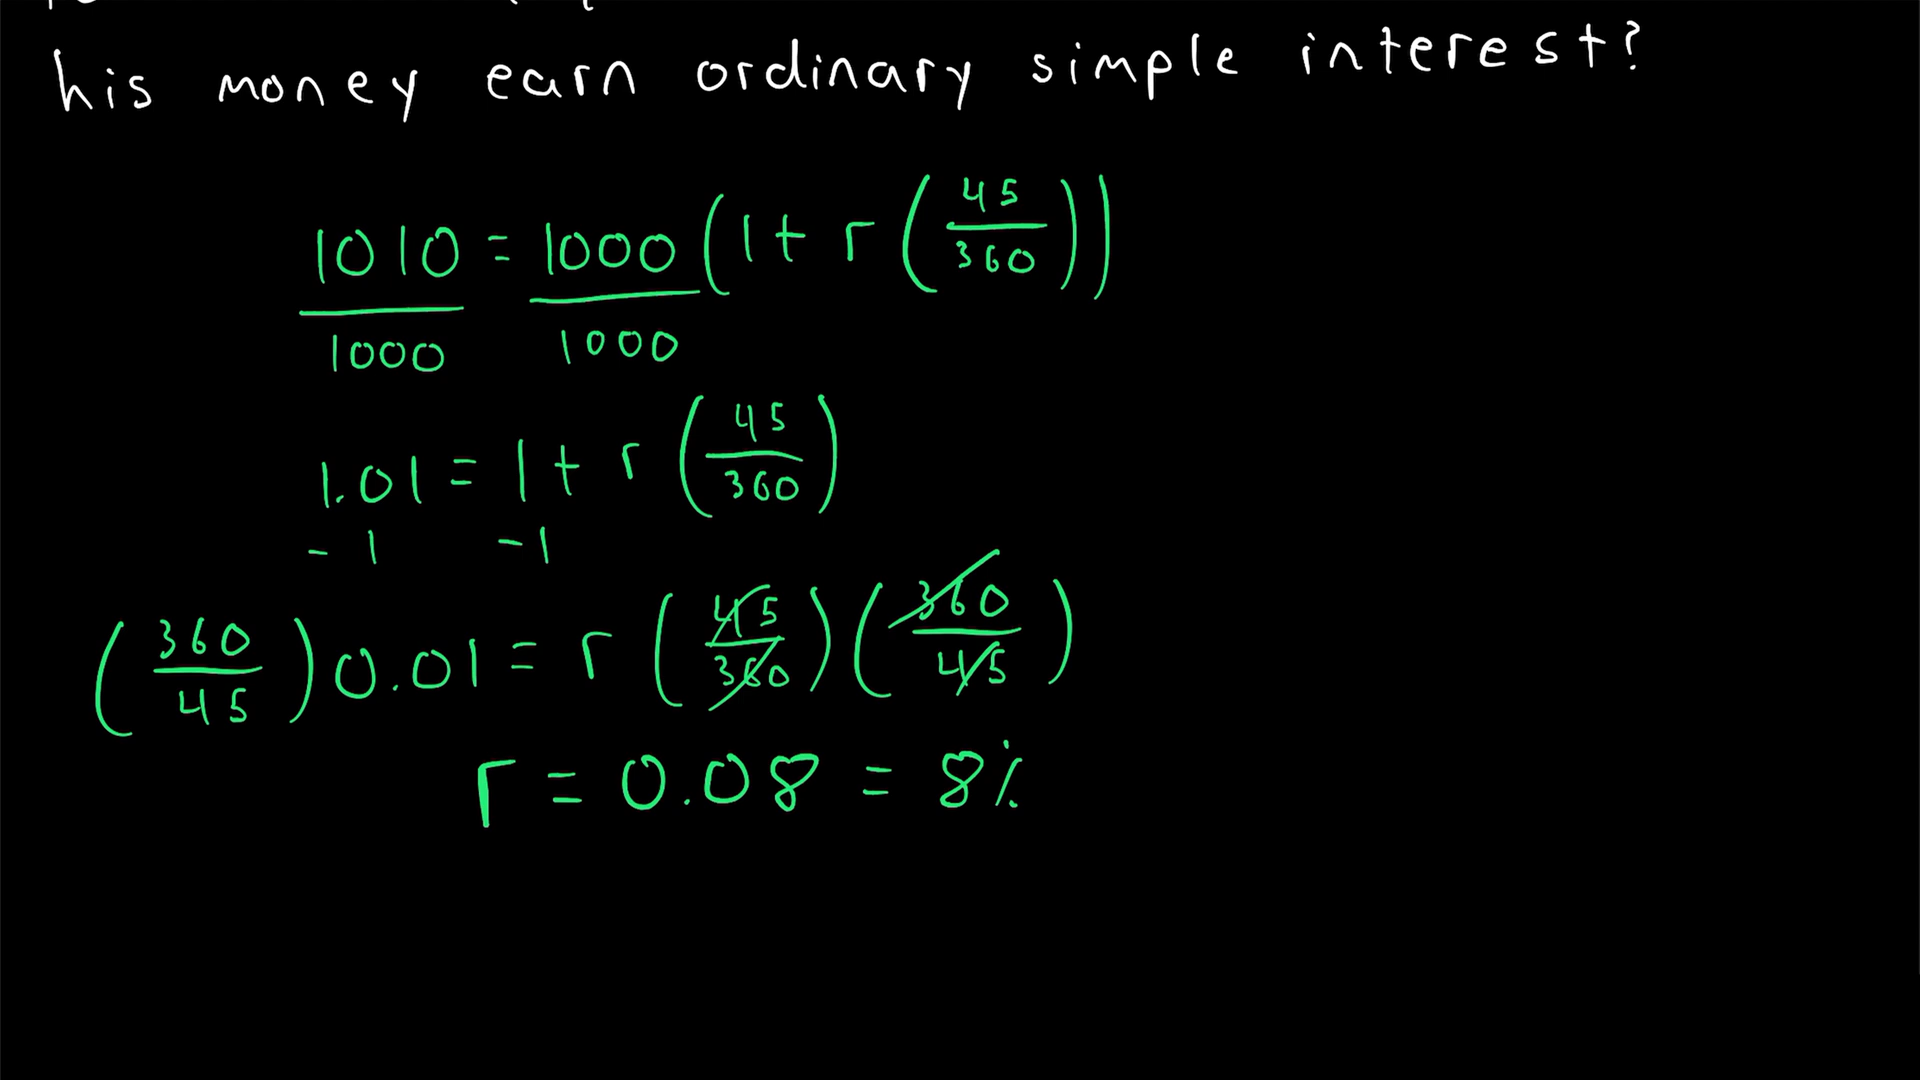 his money earn ordinary simple interest?
1010 = 1000 (1 + r (45/360))
1000 1000
1.01 = 1 + r (45/360)
- 1 - 1
(360/45) 0.01 = r (45/360) (360/45)
r = 0.08 = 8%